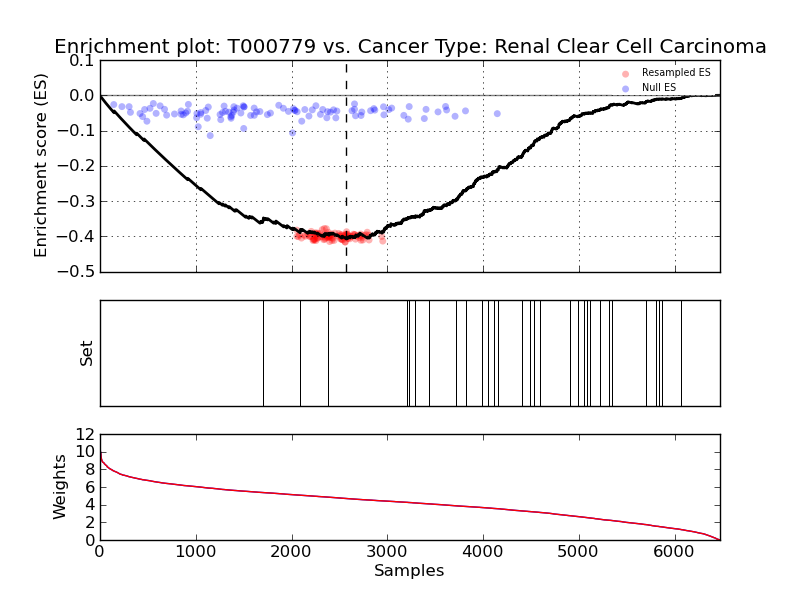 Enrichment plot: T000779 vs. Cancer Type: Renal Clear Cell Carcinoma
0.1
0.0
−0.1
−0.2
−0.3
−0.4
−0.5
Enrichment score (ES)
Resampled ES
Null ES
Set
12
10
8
6
4
2
0
Weights
0 1000 2000 3000 4000 5000 6000
Samples